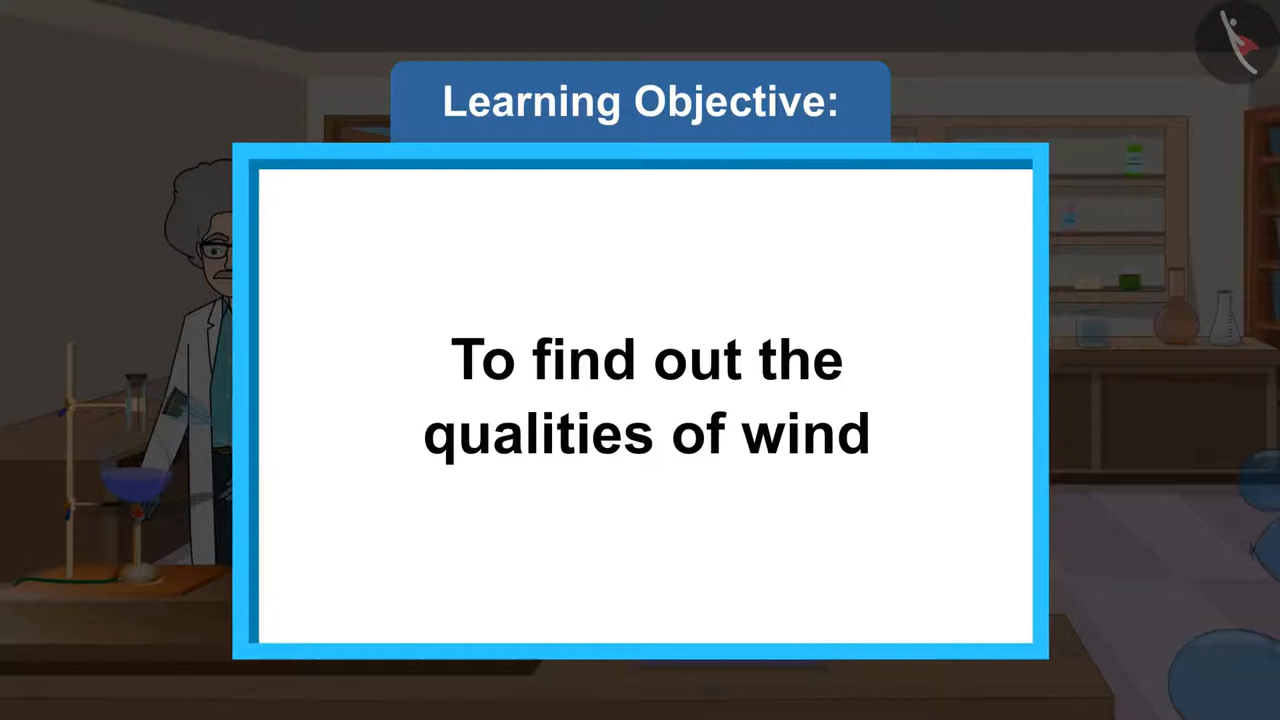 Learning Objective:
To find out the
qualities of wind